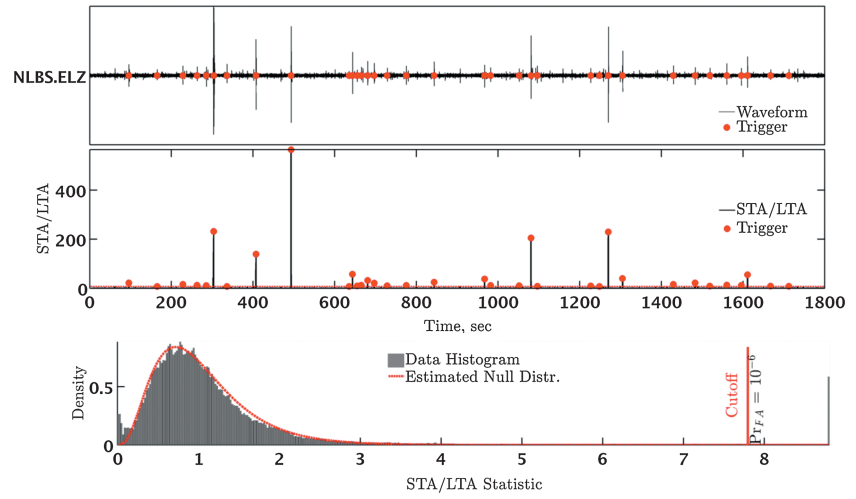 NLBS.ELZ
Waveform
Trigger
STA/LTA
400
200
0
STA/LTA
Trigger
0 200 400 600 800 1000 1200 1400 1600 1800
Time, sec
Density
0.5
0
Data Histogram
Estimated Null Distr.
Cutoff
Pr_{FA} = 10^{-6}
0 1 2 3 4 5 6 7 8
STA/LTA Statistic